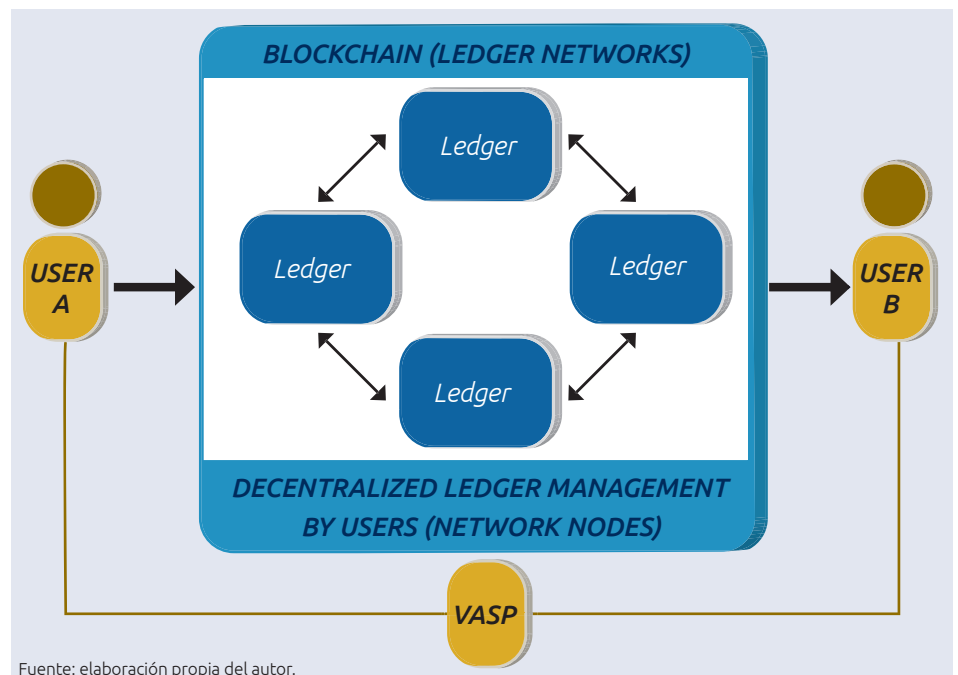 BLOCKCHAIN (LEDGER NETWORKS)
Ledger
USER
A
Ledger
Ledger
USER
B
Ledger
DECENTRALIZED LEDGER MANAGEMENT
BY USERS (NETWORK NODES)
VASP
Fuente: elaboración propia del autor.